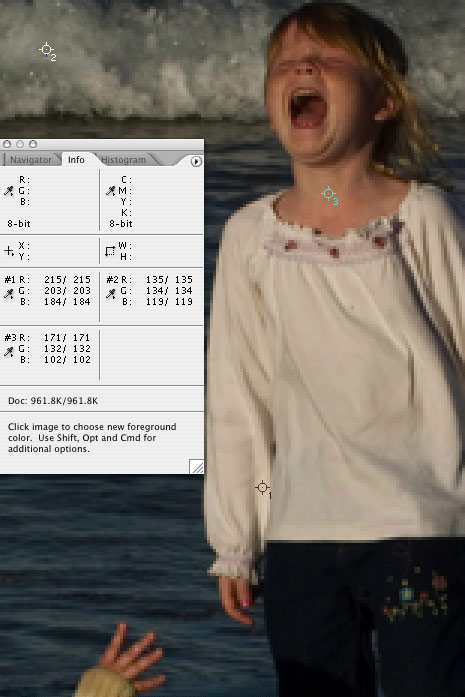 2
3
Navigator Info Histogram
R: C:
G: M:
B: Y:
K:
8-bit 8-bit
X: W:
Y: H:
#1 R: 215/ 215 #2 R: 135/ 135
G: 203/ 203 G: 134/ 134
B: 184/ 184 B: 119/ 119
#3 R: 171/ 171
G: 132/ 132
B: 102/ 102
Doc: 961.8K/961.8K
Click image to choose new foreground
color. Use Shift, Opt and Cmd for
additional options.
1